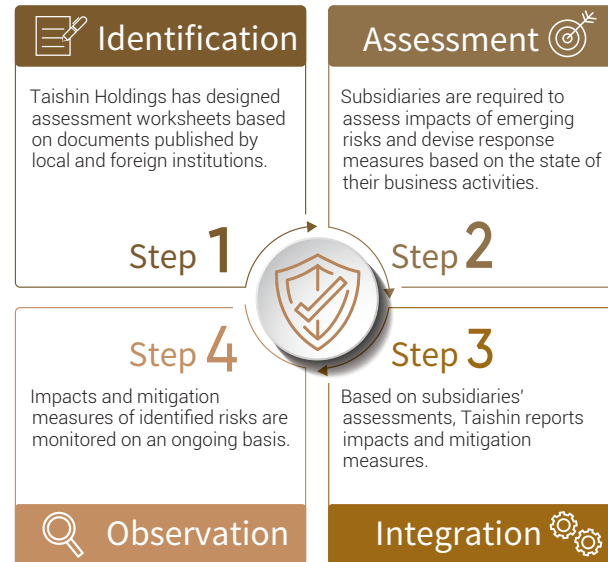 Identification
Taishin Holdings has designed
assessment worksheets based
on documents published by
local and foreign institutions.
Step 1
Assessment
Subsidiaries are required to
assess impacts of emerging
risks and devise response
measures based on the state of
their business activities.
Step 2
Step 4
Impacts and mitigation
measures of identified risks are
monitored on an ongoing basis.
Observation
Step 3
Based on subsidiaries'
assessments, Taishin reports
impacts and mitigation
measures.
Integration